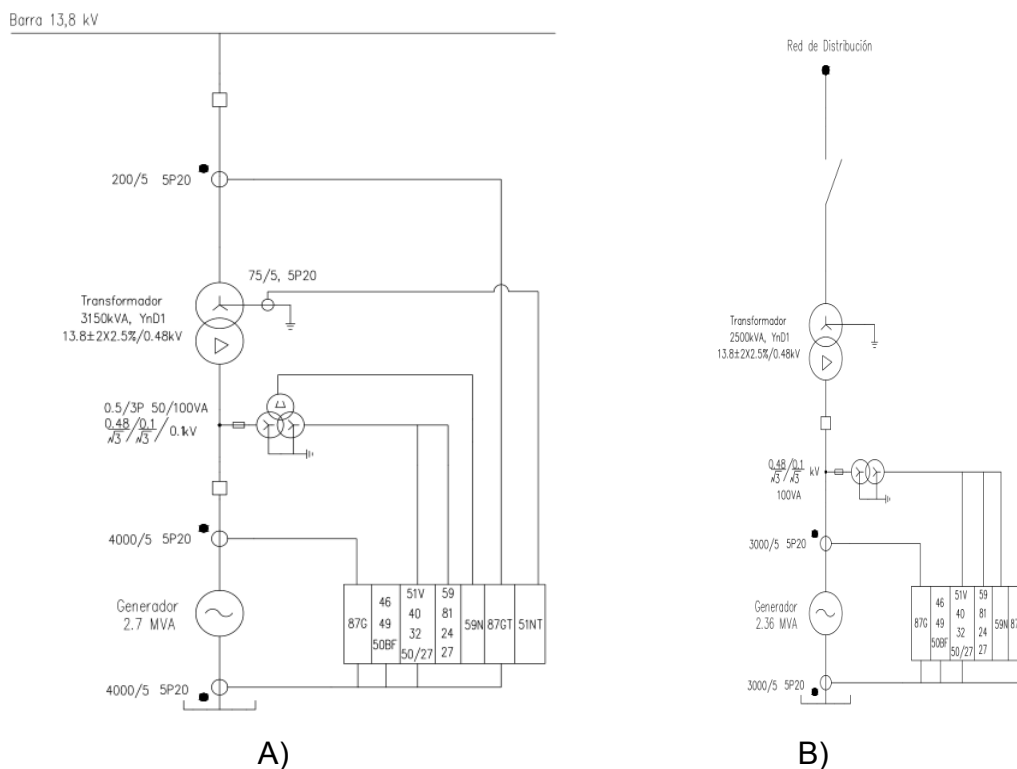 Barra 13,8 kV
200/5 5P20
75/5, 5P20
Transformador
3150kVA, YnD1
13.8±2X2.5%/0.48kV
0.5/3P 50/100VA
0.48/√3/0.1/√3/0.1kV
4000/5 5P20
Generador
2.7 MVA
87G
46
49
50BF
51V
40
32
50/27
59
81
24
27
59N
87GT
51NT
4000/5 5P20
A)
Red de Distribución
Transformador
2500kVA, YnD1
13.8±2X2.5%/0.48kV
0.48/√3/0.1/√3 kV
100VA
3000/5 5P20
Generador
2.36 MVA
87G
46
49
50BF
51V
40
32
50/27
59
81
24
27
59N
3000/5 5P20
B)